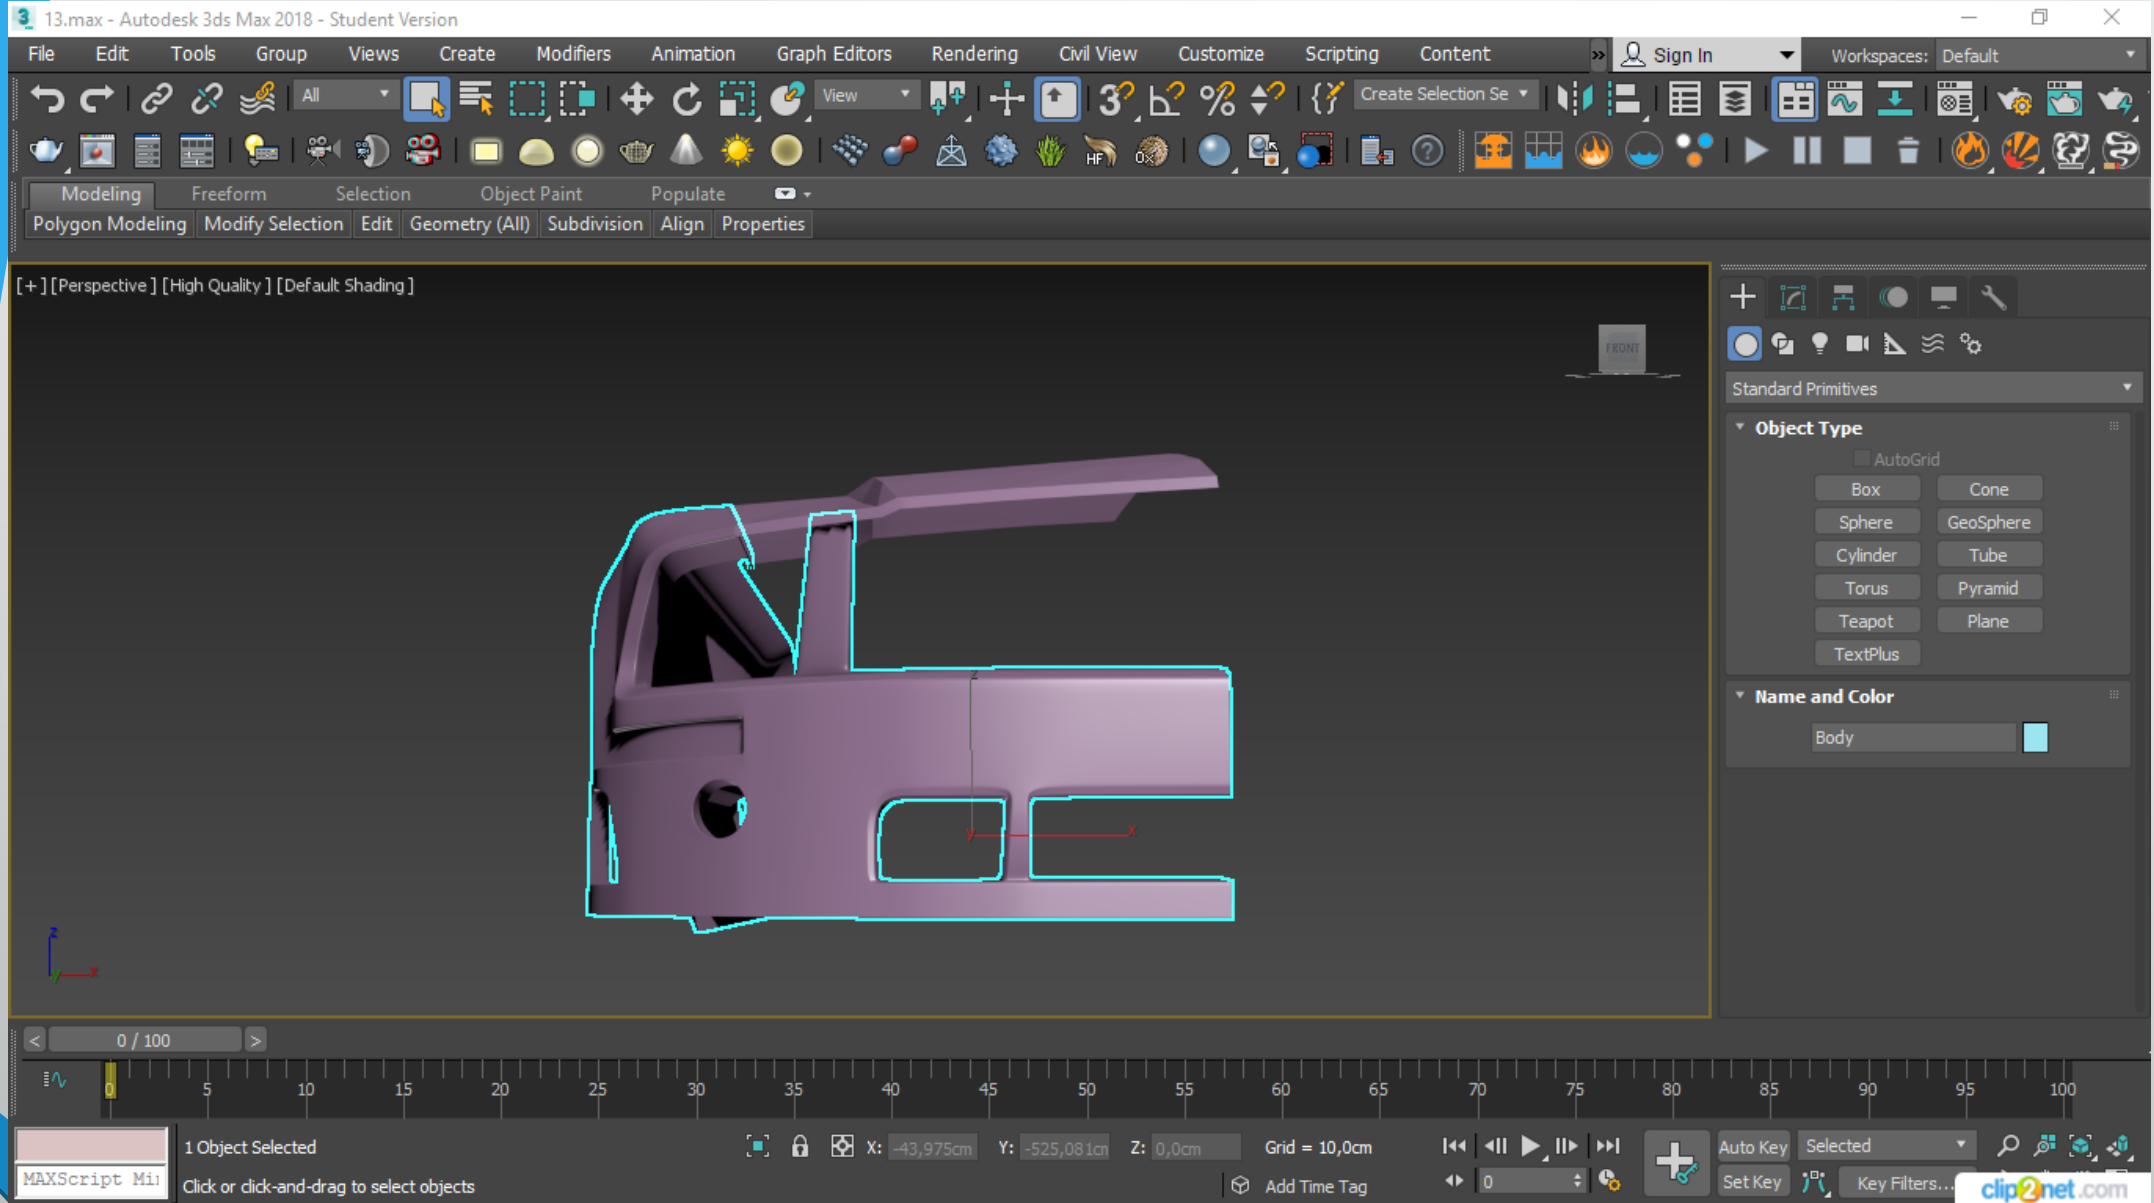 13.max - Autodesk 3ds Max 2018 - Student Version
File Edit Tools Group Views Create Modifiers Animation Graph Editors Rendering Civil View Customize Scripting Content » Sign In Workspaces: Default
All View 3 Create Selection Se
HF OX
Modeling Freeform Selection Object Paint Populate
Polygon Modeling Modify Selection Edit Geometry (All) Subdivision Align Properties
[+] [Perspective ] [High Quality ] [Default Shading ]
FRONT
Standard Primitives
Object Type
AutoGrid
Box Cone
Sphere GeoSphere
Cylinder Tube
Torus Pyramid
Teapot Plane
TextPlus
Name and Color
Body
z
y x
z
y x
< 0 / 100 >
0 5 10 15 20 25 30 35 40 45 50 55 60 65 70 75 80 85 90 95 100
1 Object Selected X: -43,975cm Y: -525,081cm Z: 0,0cm Grid = 10,0cm Auto Key Selected
MAXScript Mi Click or click-and-drag to select objects Add Time Tag 0 Set Key Key Filters...
clip2net.com